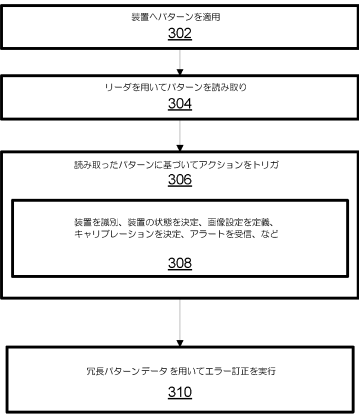 装置へパターンを適用
302
リーダを用いてパターンを読み取り
304
読み取ったパターンに基づいてアクションをトリガ
306
装置を識別、装置の状態を決定、画像設定を定義、
キャリブレーションを決定、アラートを受信、など
308
冗長パターンデータを用いてエラー訂正を実行
310